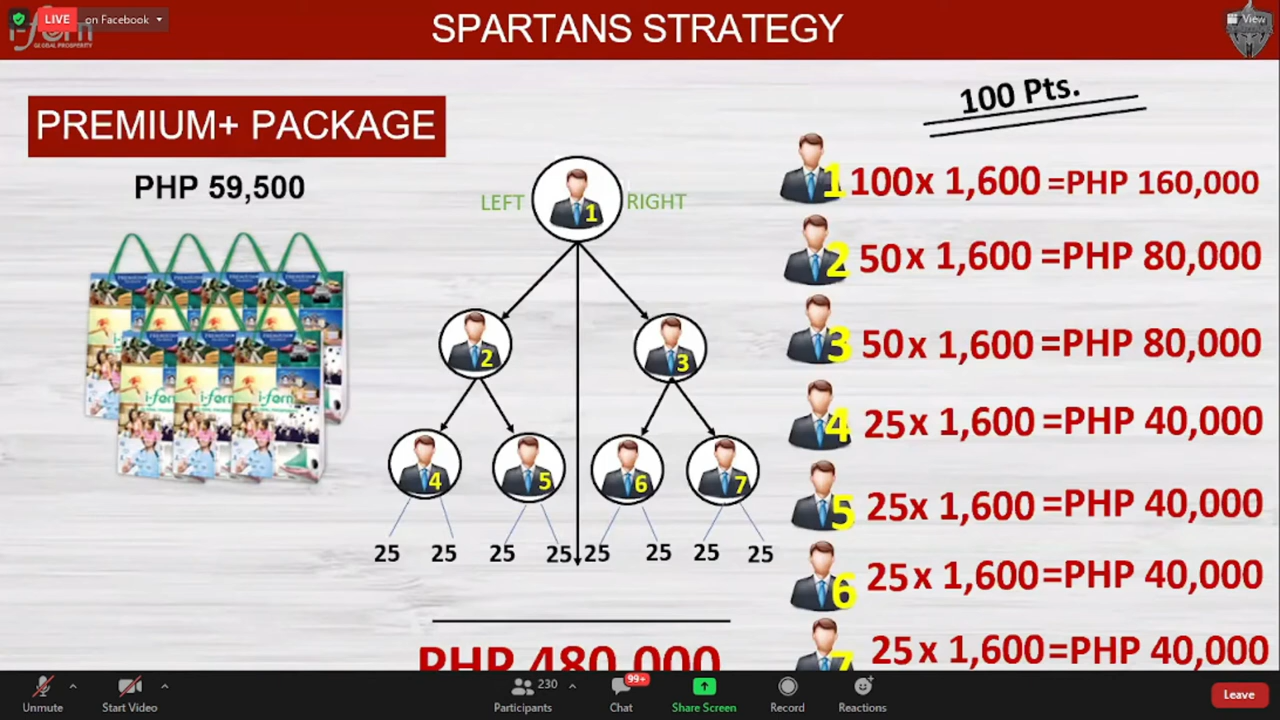 LIVE on Facebook
SPARTANS STRATEGY
View
GLOBAL PROSPERITY
PREMIUM+ PACKAGE
PHP 59,500
100 Pts.
LEFT
RIGHT
1
2
3
4
5
6
7
25 25 25 25 25 25 25 25
PHP 480,000
1 100x 1,600 =PHP 160,000
2 50x 1,600 =PHP 80,000
3 50x 1,600 =PHP 80,000
4 25x 1,600 =PHP 40,000
5 25x 1,600 =PHP 40,000
6 25x 1,600=PHP 40,000
7 25x 1,600=PHP 40,000
Unmute
Start Video
230
Participants
99+
Chat
Share Screen
Record
Reactions
Leave